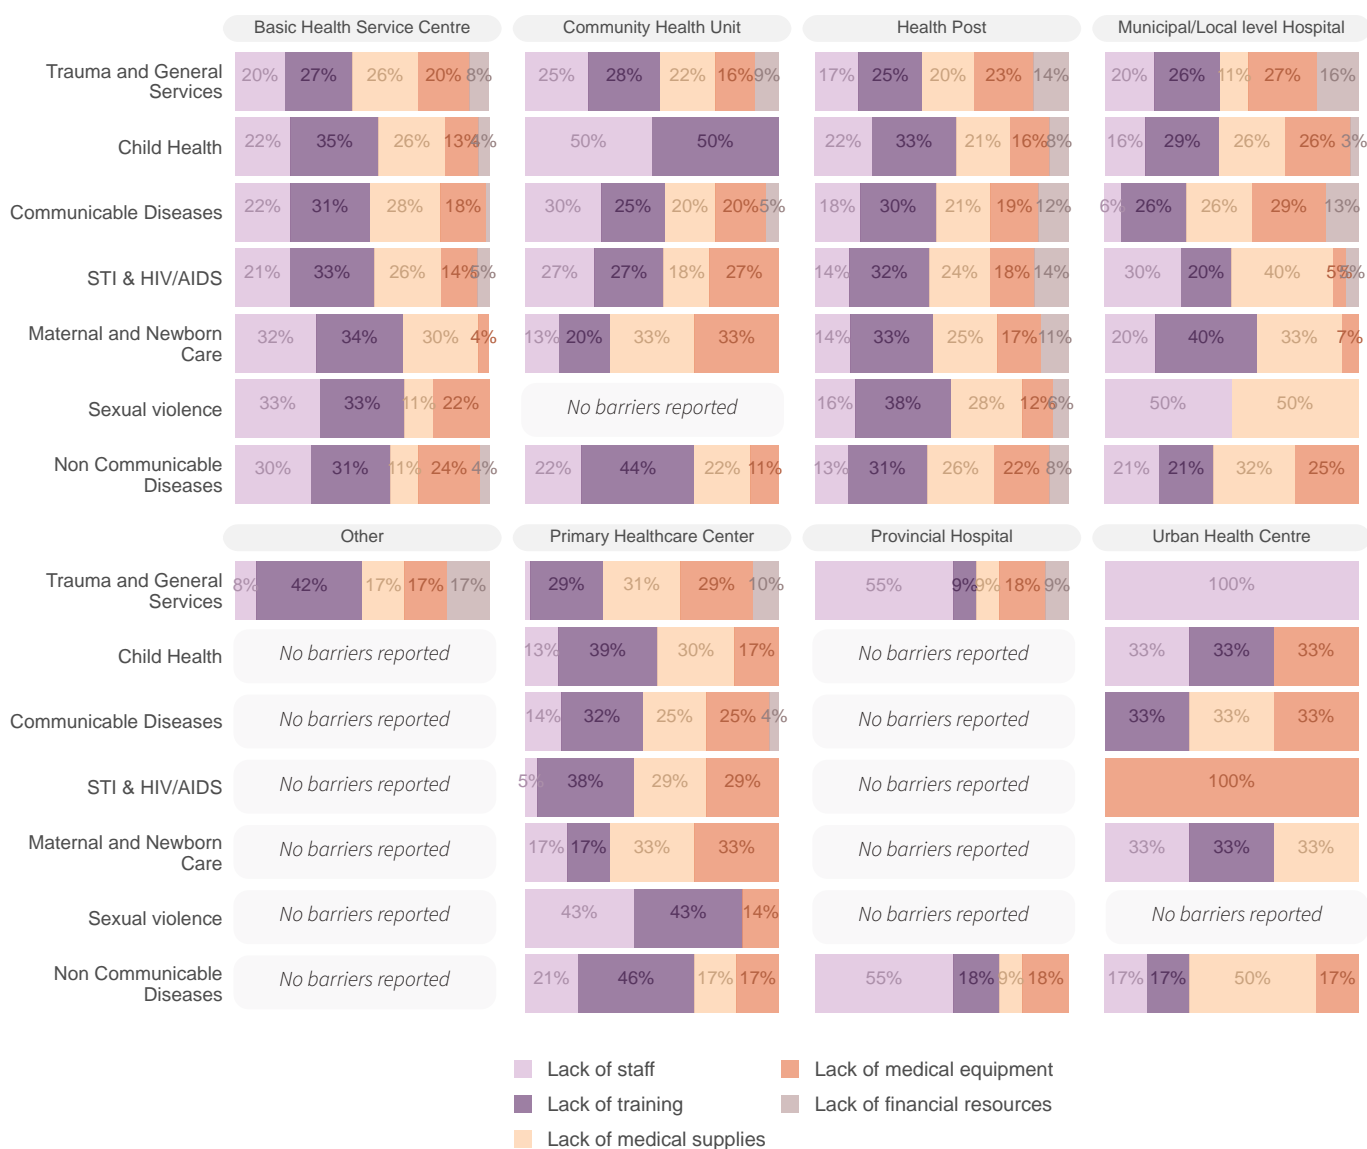 Basic Health Service Centre
Community Health Unit
Health Post
Municipal/Local level Hospital
Trauma and General
Services
20% 27% 26% 20% 8%
25% 28% 22% 16% 9%
17% 25% 20% 23% 14%
20% 26% 11% 27% 16%
Child Health
22% 35% 26% 13% 4%
50% 50%
22% 33% 21% 16% 8%
16% 29% 26% 26% 3%
Communicable Diseases
22% 31% 28% 18%
30% 25% 20% 20% 5%
18% 30% 21% 19% 12%
6% 26% 26% 29% 13%
STI & HIV/AIDS
21% 33% 26% 14% 5%
27% 27% 18% 27%
14% 32% 24% 18% 14%
30% 20% 40% 5% 5%
Maternal and Newborn
Care
32% 34% 30% 4%
13% 20% 33% 33%
14% 33% 25% 17% 11%
20% 40% 33% 7%
Sexual violence
33% 33% 11% 22%
No barriers reported
16% 38% 28% 12% 6%
50% 50%
Non Communicable
Diseases
30% 31% 11% 24% 4%
22% 44% 22% 11%
13% 31% 26% 22% 8%
21% 21% 32% 25%
Other
Primary Healthcare Center
Provincial Hospital
Urban Health Centre
Trauma and General
Services
8% 42% 17% 17% 17%
29% 31% 29% 10%
55% 9% 9% 18% 9%
100%
Child Health
No barriers reported
13% 39% 30% 17%
No barriers reported
33% 33% 33%
Communicable Diseases
No barriers reported
14% 32% 25% 25% 4%
No barriers reported
33% 33% 33%
STI & HIV/AIDS
No barriers reported
5% 38% 29% 29%
No barriers reported
100%
Maternal and Newborn
Care
No barriers reported
17% 17% 33% 33%
No barriers reported
33% 33% 33%
Sexual violence
No barriers reported
43% 43% 14%
No barriers reported
No barriers reported
Non Communicable
Diseases
No barriers reported
21% 46% 17% 17%
55% 18% 9% 18%
17% 17% 50% 17%
Lack of staff
Lack of medical equipment
Lack of training
Lack of financial resources
Lack of medical supplies